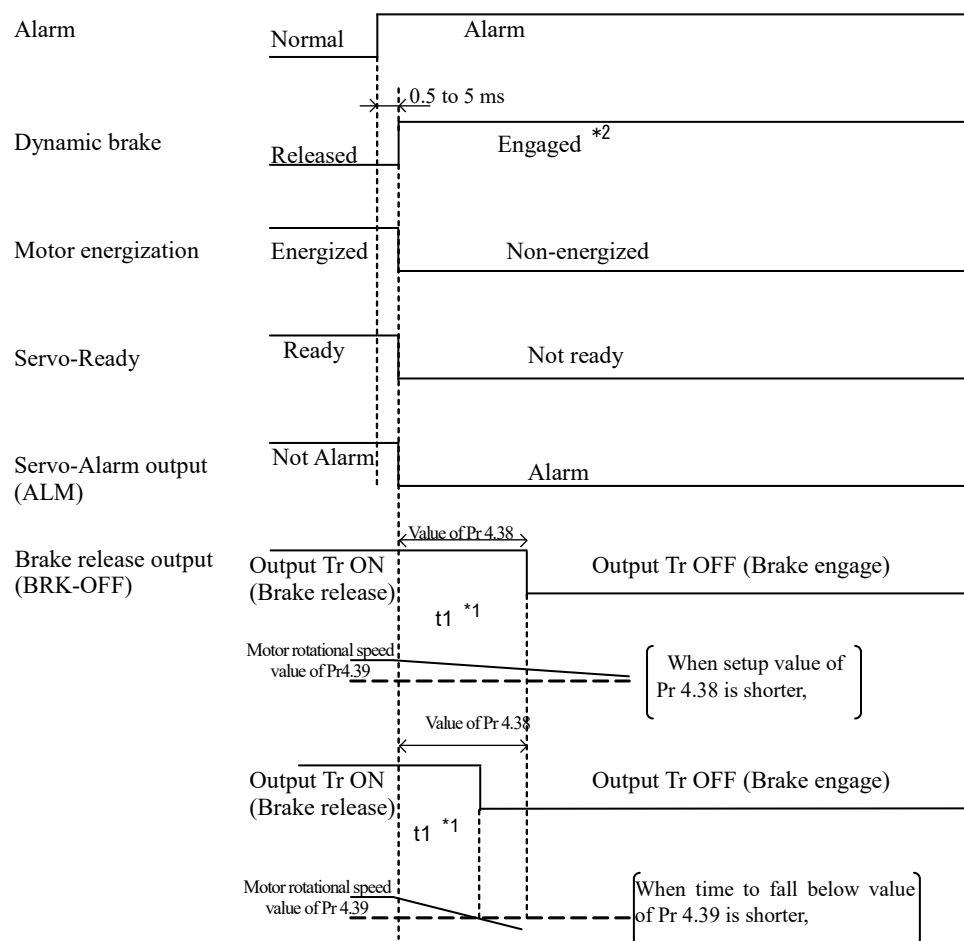 Alarm
Normal
Alarm
0.5 to 5 ms
Dynamic brake
Released
Engaged *2
Motor energization
Energized
Non-energized
Servo-Ready
Ready
Not ready
Servo-Alarm output
(ALM)
Not Alarm
Alarm
Brake release output
(BRK-OFF)
Value of Pr 4.38
Output Tr ON
(Brake release)
Output Tr OFF (Brake engage)
t1 *1
Motor rotational speed
value of Pr4.39
When setup value of
Pr 4.38 is shorter,
Value of Pr 4.38
Output Tr ON
(Brake release)
Output Tr OFF (Brake engage)
t1 *1
Motor rotational speed
value of Pr 4.39
When time to fall below value
of Pr 4.39 is shorter,